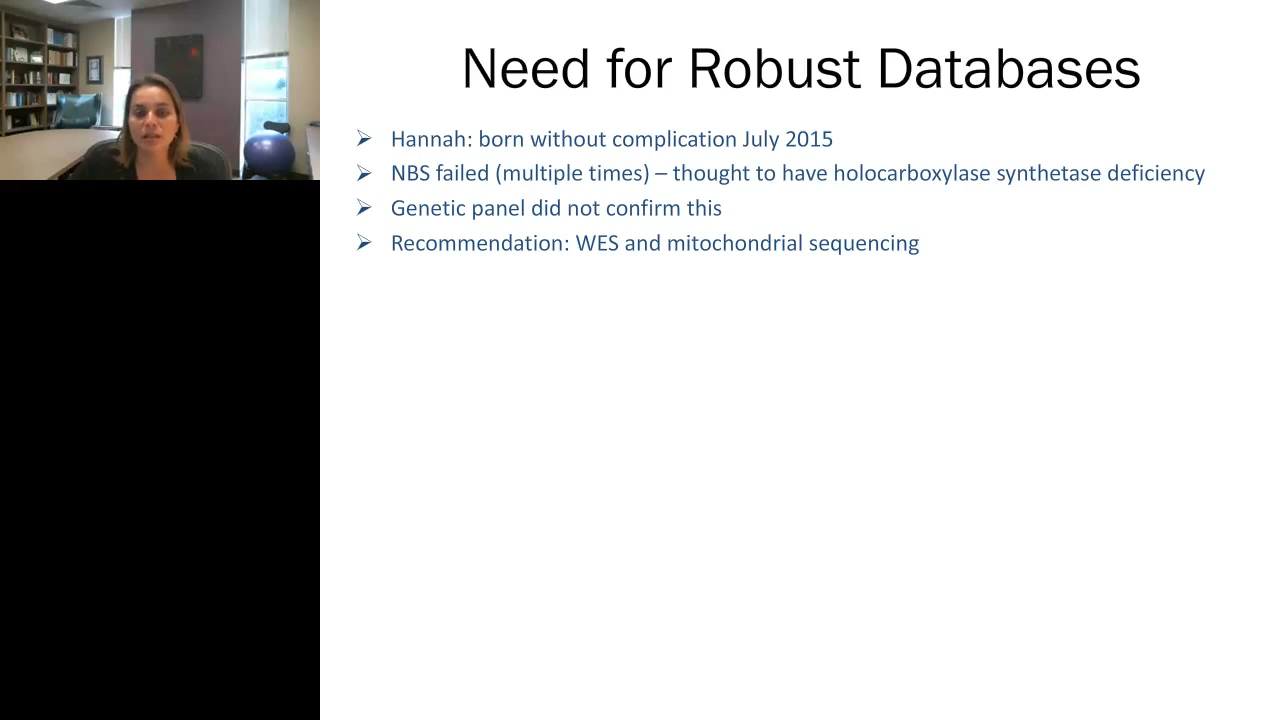 Need for Robust Databases
➢ Hannah: born without complication July 2015
➢ NBS failed (multiple times) – thought to have holocarboxylase synthetase deficiency
➢ Genetic panel did not confirm this
➢ Recommendation: WES and mitochondrial sequencing